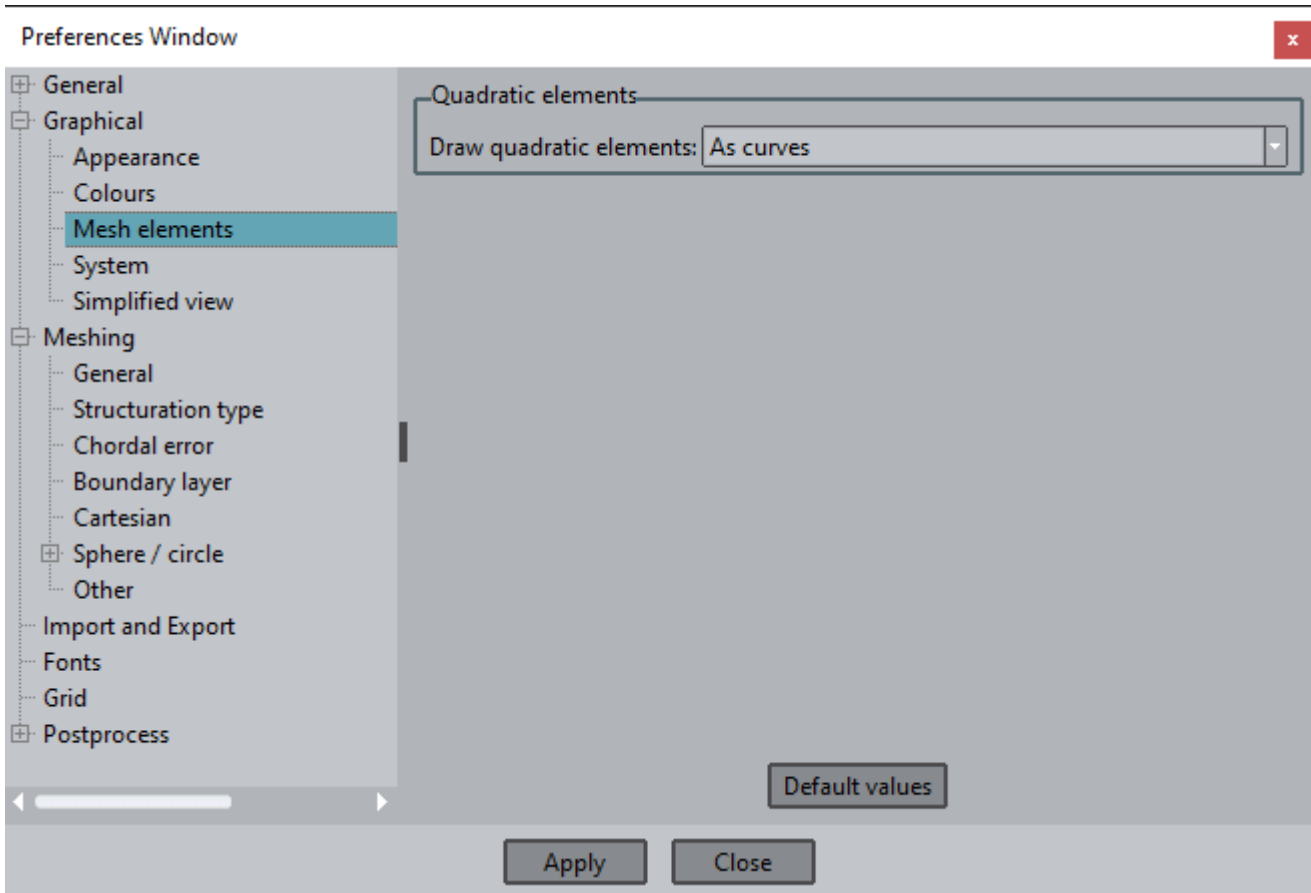 Preferences Window
x
General
Graphical
Appearance
Colours
Mesh elements
System
Simplified view
Meshing
General
Structuration type
Chordal error
Boundary layer
Cartesian
Sphere / circle
Other
Import and Export
Fonts
Grid
Postprocess
Quadratic elements
Draw quadratic elements: As curves
Default values
Apply Close